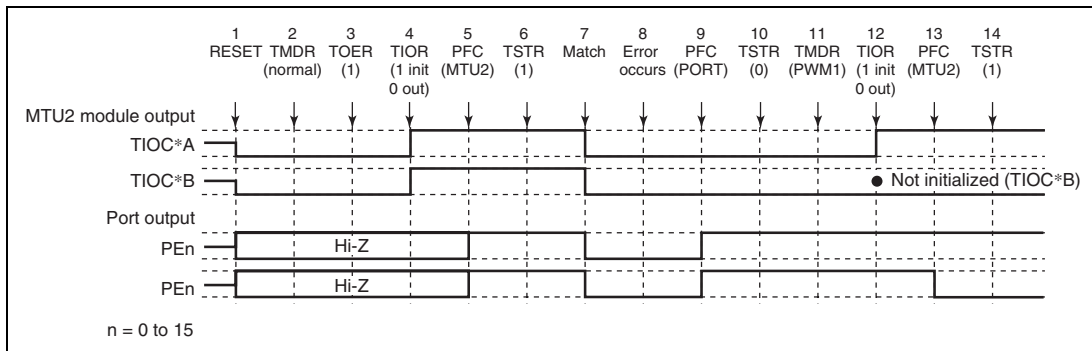 1 2 3 4 5 6 7 8 9 10 11 12 13 14
RESET TMDR TOER TIOR PFC TSTR Match Error PFC TSTR TMDR TIOR PFC TSTR
(normal) (1) (1 init (MTU2) (1) occurs (PORT) (0) (PWM1) (1 init (MTU2) (1)
0 out) 0 out)
MTU2 module output
TIOC*A
TIOC*B
Not initialized (TIOC*B)
Port output
PEn
Hi-Z
PEn
Hi-Z
n = 0 to 15